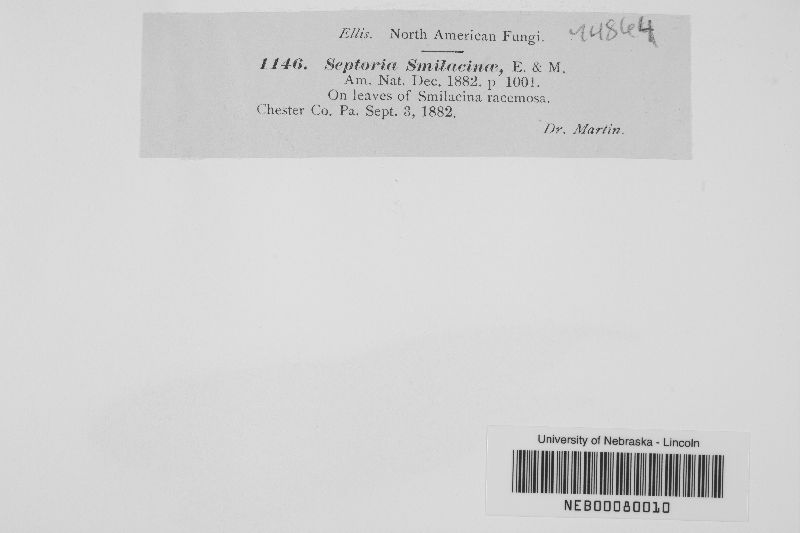 Ellis. North American Fungi. 14864
1146. Septoria Smilacinæ, E. & M.
Am. Nat. Dec. 1882. p 1001.
On leaves of Smilacina racemosa.
Chester Co. Pa. Sept. 3, 1882.
Dr. Martin.
University of Nebraska - Lincoln
NEB00080010